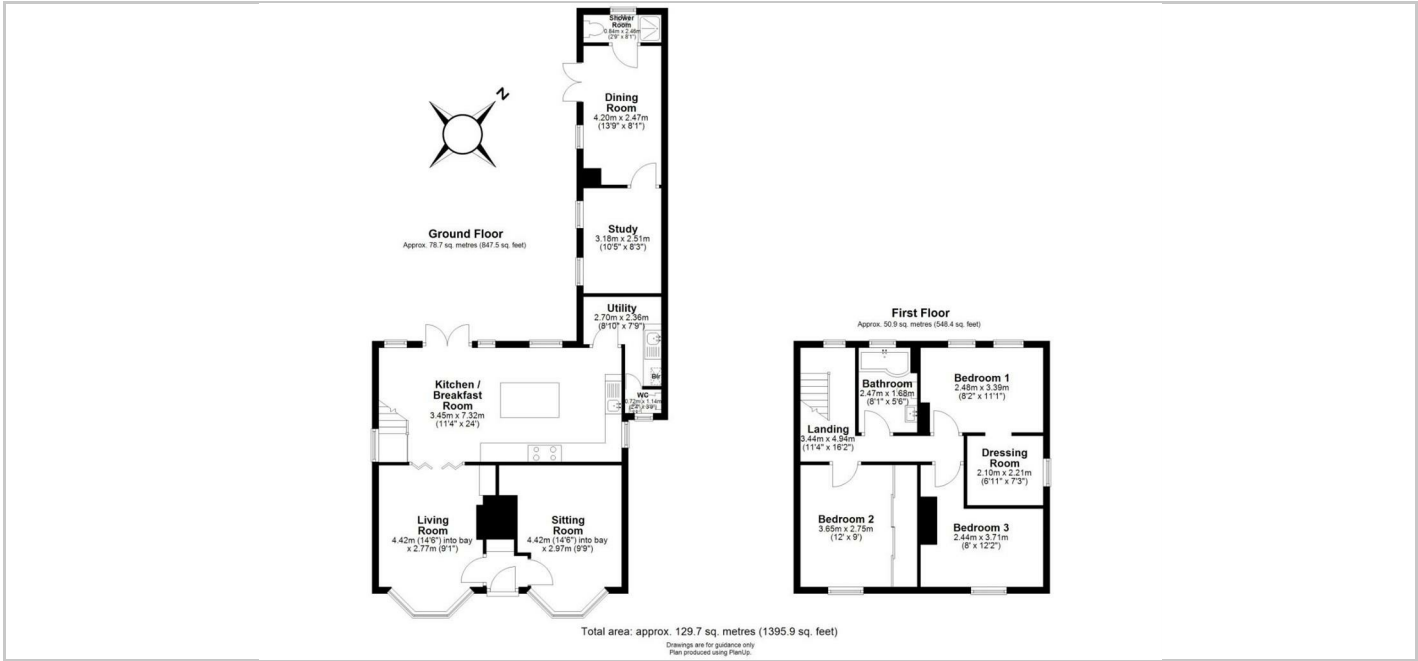 Shower
Room
0.84m x 2.46m
(2'9" x 8'1")
N
Dining
Room
4.20m x 2.47m
(13'9" x 8'1")
Ground Floor
Approx. 78.7 sq. metres (847.5 sq. feet)
Study
3.18m x 2.51m
(10'5" x 8'3")
Utility
2.70m x 2.36m
(8'10" x 7'9")
Blr
WC
0.72m x 1.14m
Kitchen /
Breakfast
Room
3.45m x 7.32m
(11'4" x 24')
Living
Room
4.42m (14'6") into bay
x 2.77m (9'1")
Sitting
Room
4.42m (14'6") into bay
x 2.97m (9'9")
First Floor
Approx. 50.9 sq. metres (548.4 sq. feet)
Bathroom
2.47m x 1.68m
(8'1" x 5'6")
Bedroom 1
2.48m x 3.39m
(8'2" x 11'1")
Landing
3.44m x 4.94m
(11'4" x 16'2")
Dressing
Room
2.10m x 2.21m
(6'11" x 7'3")
Bedroom 2
3.65m x 2.75m
(12' x 9')
Bedroom 3
2.44m x 3.71m
(8' x 12'2")
Total area: approx. 129.7 sq. metres (1395.9 sq. feet)
Drawings are for guidance only
Plan produced using PlanUp.